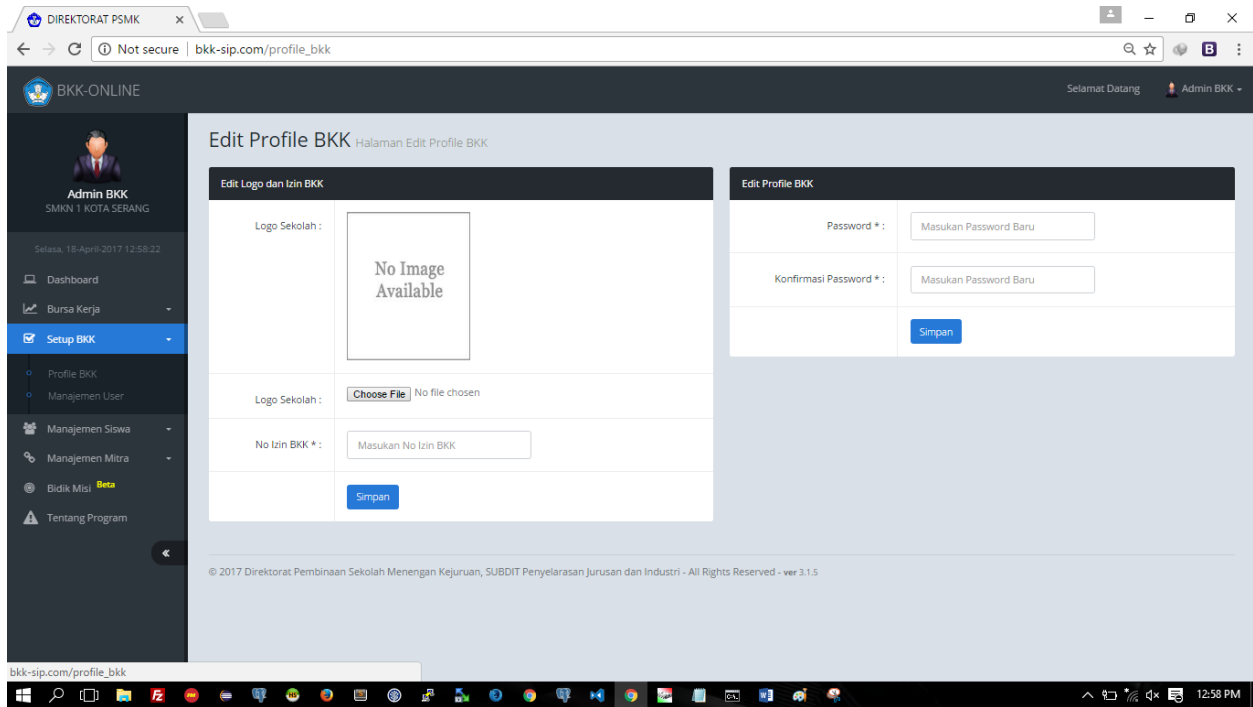 DIREKTORAT PSMK
Not secure bkk-sip.com/profile_bkk
BKK-ONLINE
Selamat Datang Admin BKK
Admin BKK
SMKN 1 KOTA SERANG
Selasa, 18-April-2017 12:58:22
Dashboard
Bursa Kerja
Setup BKK
Profile BKK
Manajemen User
Manajemen Siswa
Manajemen Mitra
Bidik Misi Beta
Tentang Program
Edit Profile BKK Halaman Edit Profile BKK
Edit Logo dan Izin BKK
Logo Sekolah :
No Image
Available
Logo Sekolah : Choose File No file chosen
No Izin BKK * : Masukan No Izin BKK
Simpan
Edit Profile BKK
Password * : Masukan Password Baru
Konfirmasi Password * : Masukan Password Baru
Simpan
© 2017 Direktorat Pembinaan Sekolah Menengan Kejuruan, SUBDIT Penyelarasan Jurusan dan Industri - All Rights Reserved - ver 3.1.5
bkk-sip.com/profile_bkk
12:58 PM